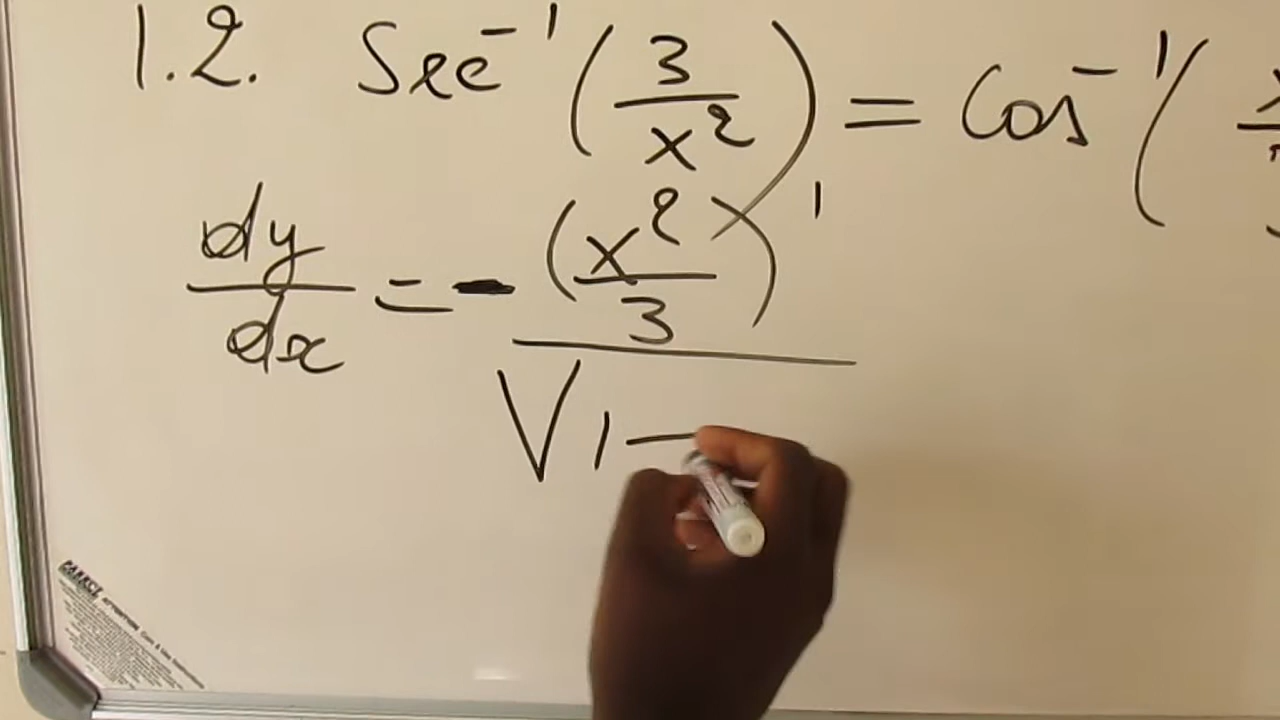 1.2. Sec⁻¹ (3/x²) = Cos⁻¹ (
dy/dx = - (x²/3)' / √1 -